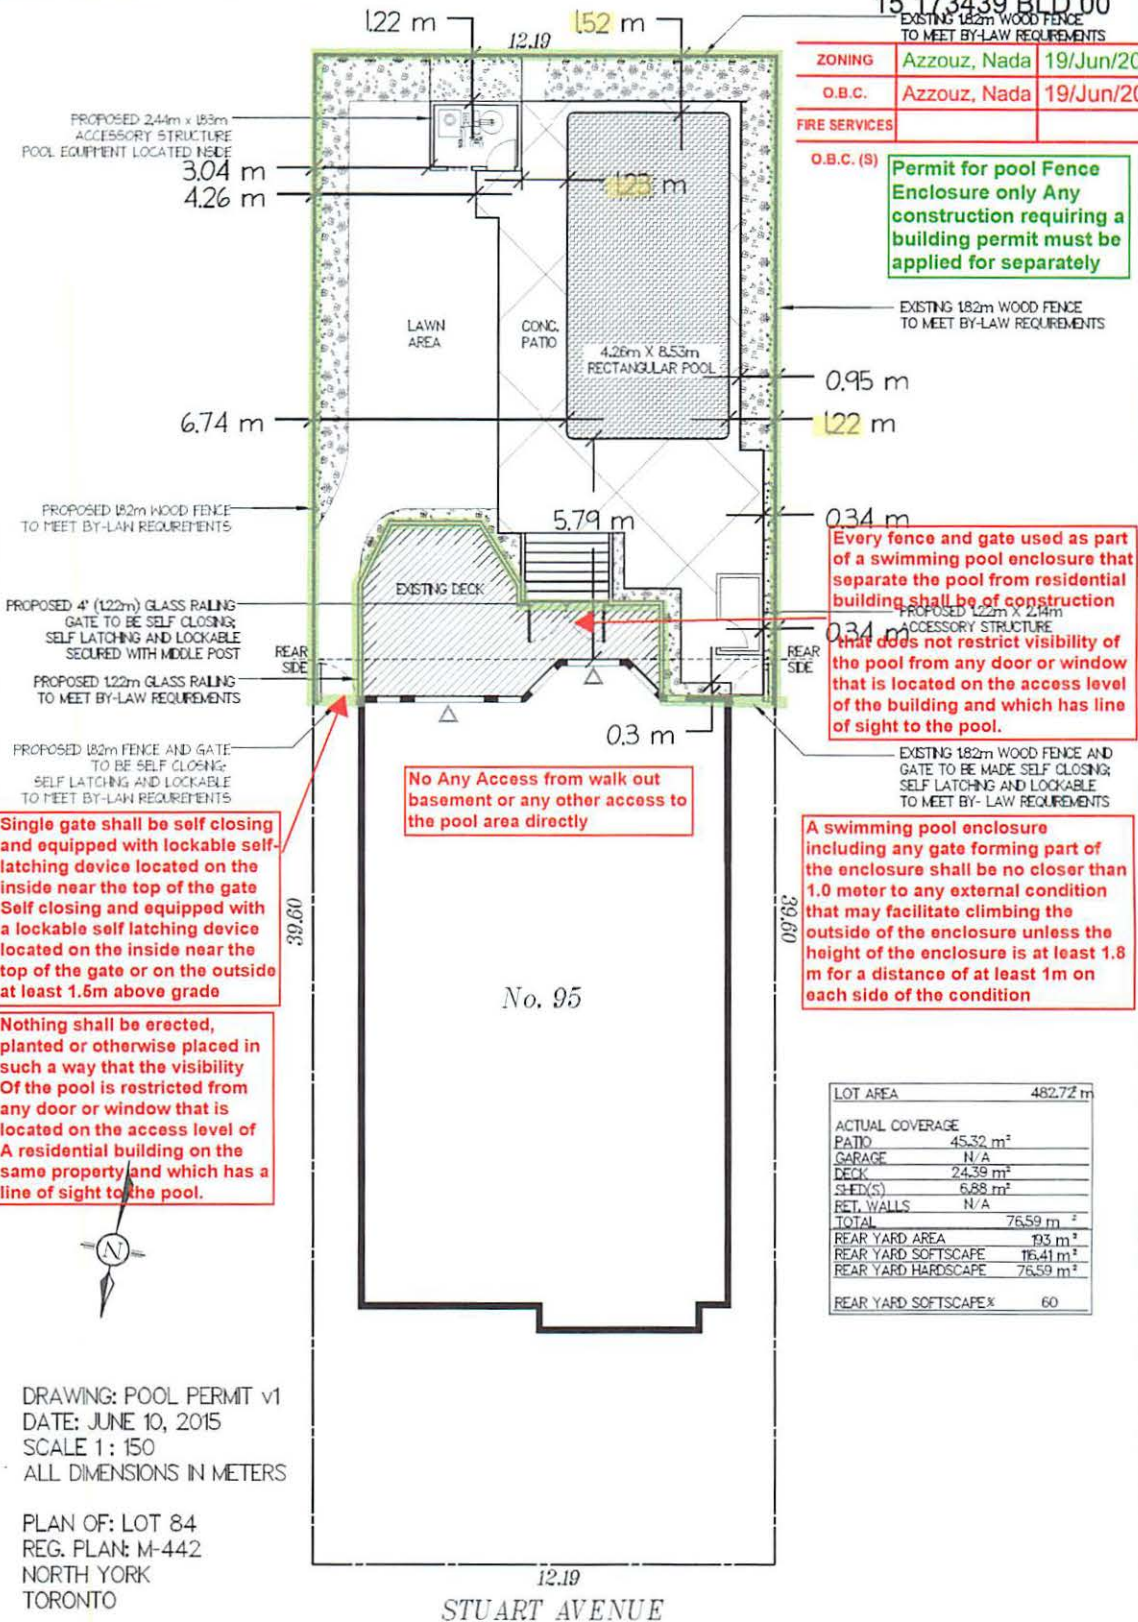 15 173439 BLD 00
1.22 m
1.52 m
12.19
EXISTING 1.82m WOOD FENCE
TO MEET BY-LAW REQUIREMENTS
ZONING Azzouz, Nada 19/Jun/20
O.B.C. Azzouz, Nada 19/Jun/20
FIRE SERVICES
O.B.C. (S)
Permit for pool Fence
Enclosure only Any
construction requiring a
building permit must be
applied for separately
PROPOSED 2.44m x 1.83m
ACCESSORY STRUCTURE
POOL EQUIPMENT LOCATED INSIDE
3.04 m
4.26 m
1.23 m
EXISTING 1.82m WOOD FENCE
TO MEET BY-LAW REQUIREMENTS
LAWN
AREA
CONC.
PATIO
4.26m X 8.53m
RECTANGULAR POOL
0.95 m
6.74 m
1.22 m
PROPOSED 1.82m WOOD FENCE
TO MEET BY-LAW REQUIREMENTS
5.79 m
0.34 m
Every fence and gate used as part
of a swimming pool enclosure that
separate the pool from residential
building shall be of construction
that does not restrict visibility of
the pool from any door or window
that is located on the access level
of the building and which has line
of sight to the pool.
PROPOSED 1.22m X 2.14m
ACCESSORY STRUCTURE
0.34 m
EXISTING DECK
PROPOSED 4' (1.22m) GLASS RAILING
GATE TO BE SELF CLOSING;
SELF LATCHING AND LOCKABLE
SECURED WITH MIDDLE POST
REAR
SIDE
REAR
SIDE
PROPOSED 1.22m GLASS RAILING
TO MEET BY-LAW REQUIREMENTS
0.3 m
PROPOSED 1.82m FENCE AND GATE
TO BE SELF CLOSING;
SELF LATCHING AND LOCKABLE
TO MEET BY-LAW REQUIREMENTS
EXISTING 1.82m WOOD FENCE AND
GATE TO BE MADE SELF CLOSING;
SELF LATCHING AND LOCKABLE
TO MEET BY- LAW REQUIREMENTS
No Any Access from walk out
basement or any other access to
the pool area directly
Single gate shall be self closing
and equipped with lockable self-
latching device located on the
inside near the top of the gate
Self closing and equipped with
a lockable self latching device
located on the inside near the
top of the gate or on the outside
at least 1.5m above grade
A swimming pool enclosure
including any gate forming part of
the enclosure shall be no closer than
1.0 meter to any external condition
that may facilitate climbing the
outside of the enclosure unless the
height of the enclosure is at least 1.8
m for a distance of at least 1m on
each side of the condition
39.60
39.60
No. 95
Nothing shall be erected,
planted or otherwise placed in
such a way that the visibility
Of the pool is restricted from
any door or window that is
located on the access level of
A residential building on the
same property and which has a
line of sight to the pool.
N
LOT AREA 482.72 m²
ACTUAL COVERAGE
PATIO 45.32 m²
GARAGE N/A
DECK 24.39 m²
SHED(S) 6.88 m²
RET. WALLS N/A
TOTAL 76.59 m²
REAR YARD AREA 193 m²
REAR YARD SOFTSCAPE 116.41 m²
REAR YARD HARDSCAPE 76.59 m²
REAR YARD SOFTSCAPE% 60
DRAWING: POOL PERMIT v1
DATE: JUNE 10, 2015
SCALE 1 : 150
ALL DIMENSIONS IN METERS
PLAN OF: LOT 84
REG. PLAN: M-442
NORTH YORK
TORONTO
12.19
STUART AVENUE